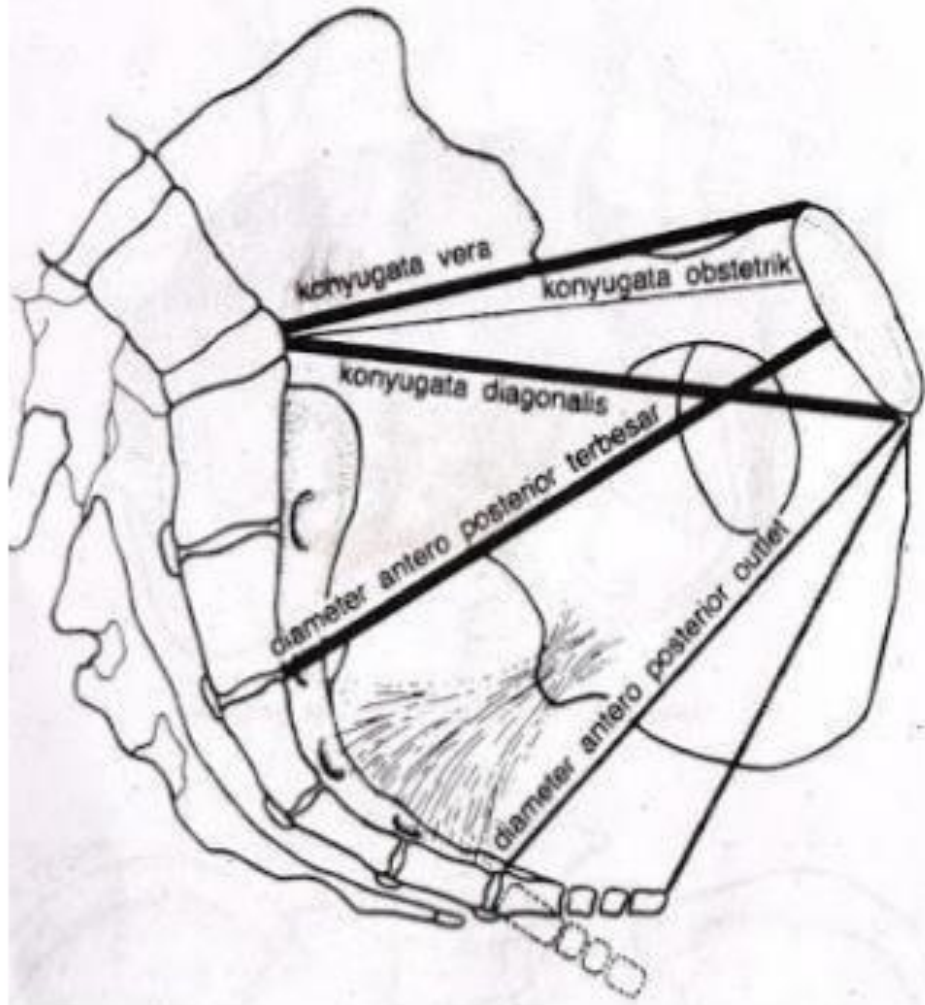 konyugata vera
konyugata obstetrik
konyugata diagonalis
diameter antero posterior terbesar
diameter antero posterior outlet